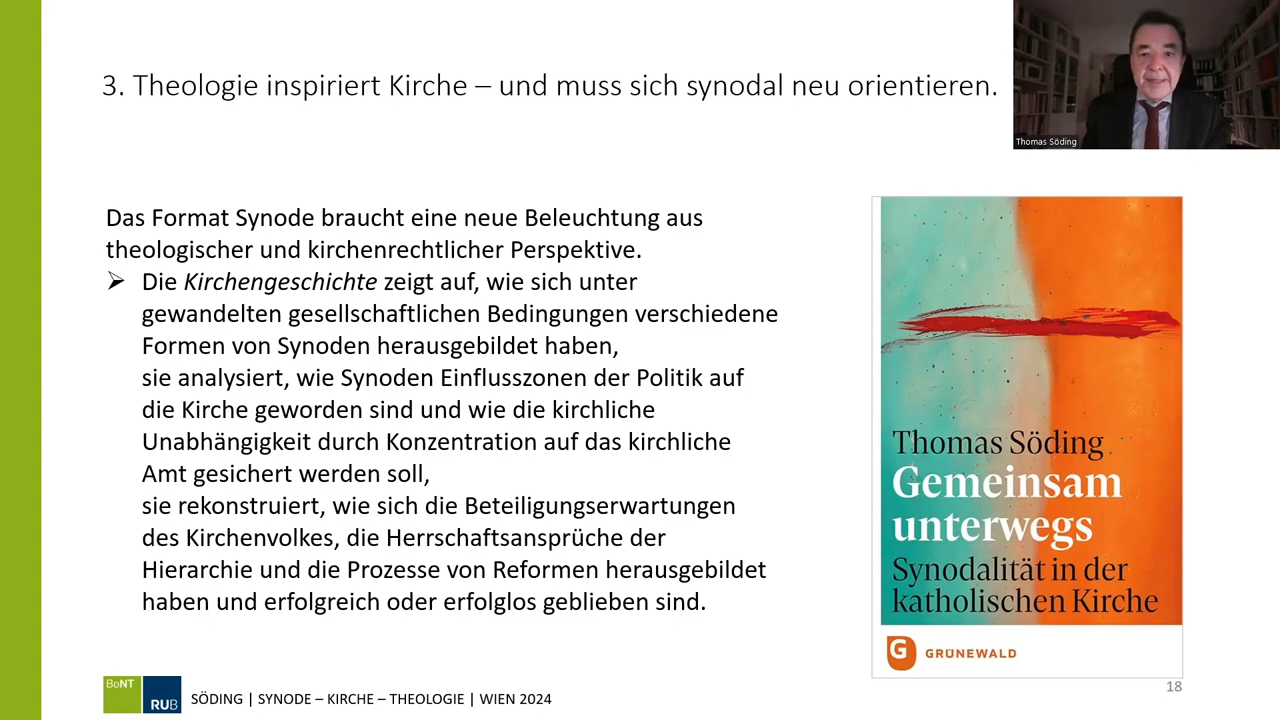 3. Theologie inspiriert Kirche – und muss sich synodal neu orientieren.
Thomas Söding
Das Format Synode braucht eine neue Beleuchtung aus
theologischer und kirchenrechtlicher Perspektive.
➢ Die Kirchengeschichte zeigt auf, wie sich unter
gewandelten gesellschaftlichen Bedingungen verschiedene
Formen von Synoden herausgebildet haben,
sie analysiert, wie Synoden Einflusszonen der Politik auf
die Kirche geworden sind und wie die kirchliche
Unabhängigkeit durch Konzentration auf das kirchliche
Amt gesichert werden soll,
sie rekonstruiert, wie sich die Beteiligungserwartungen
des Kirchenvolkes, die Herrschaftsansprüche der
Hierarchie und die Prozesse von Reformen herausgebildet
haben und erfolgreich oder erfolglos geblieben sind.
Thomas Söding
Gemeinsam
unterwegs
Synodalität in der
katholischen Kirche
G GRÜNEWALD
18
BoNT
RUB
SÖDING | SYNODE – KIRCHE – THEOLOGIE | WIEN 2024